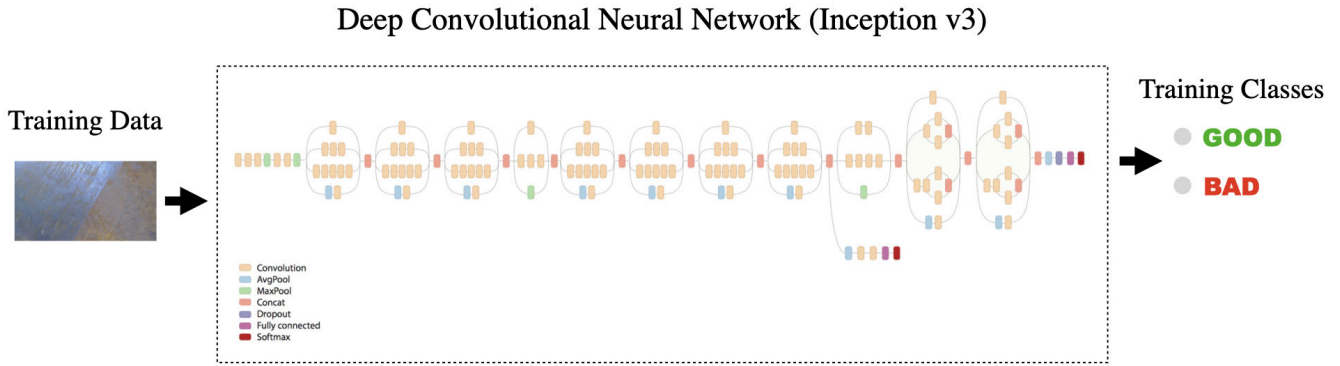 Deep Convolutional Neural Network (Inception v3)
Training Data
Convolution
AvgPool
MaxPool
Concat
Dropout
Fully connected
Softmax
Training Classes
GOOD
BAD